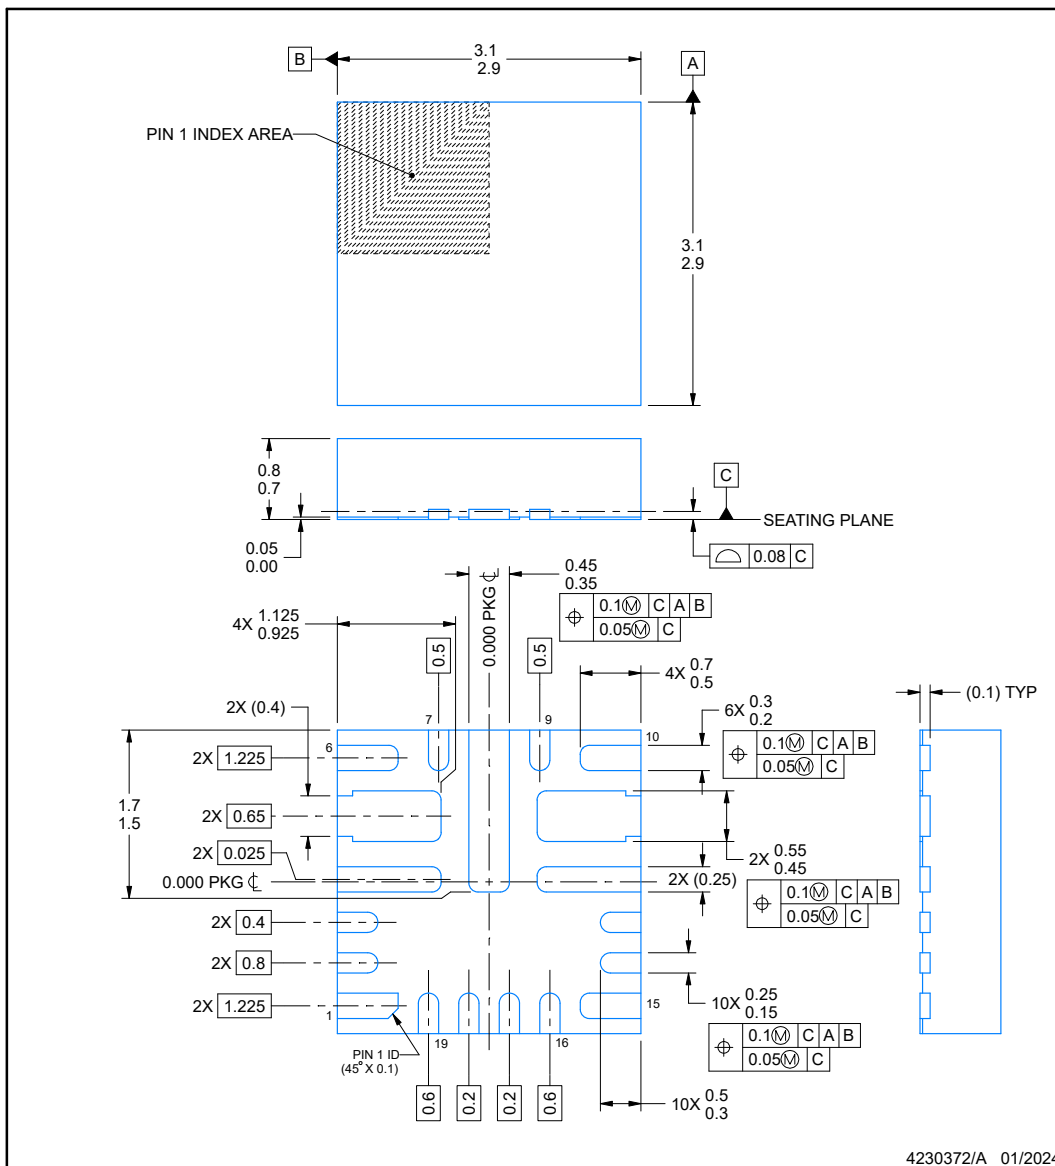 B
3.1
2.9
A
PIN 1 INDEX AREA
3.1
2.9
0.8
0.7
C
SEATING PLANE
0.05
0.00
0.08 C
0.45
0.35
0.1Ⓜ C A B
0.05Ⓜ C
0.000 PKG ℄
4X 1.125
0.925
0.5
0.5
4X 0.7
0.5
(0.1) TYP
2X (0.4)
6X 0.3
0.2
0.1Ⓜ C A B
0.05Ⓜ C
7
9
6
10
2X 1.225
1.7
1.5
2X 0.65
2X 0.55
0.45
0.1Ⓜ C A B
0.05Ⓜ C
2X 0.025
0.000 PKG ℄
2X (0.25)
2X 0.4
2X 0.8
2X 1.225
1
15
10X 0.25
0.15
0.1Ⓜ C A B
0.05Ⓜ C
19
16
PIN 1 ID
(45° X 0.1)
0.6
0.2
0.2
0.6
10X 0.5
0.3
4230372/A 01/2024